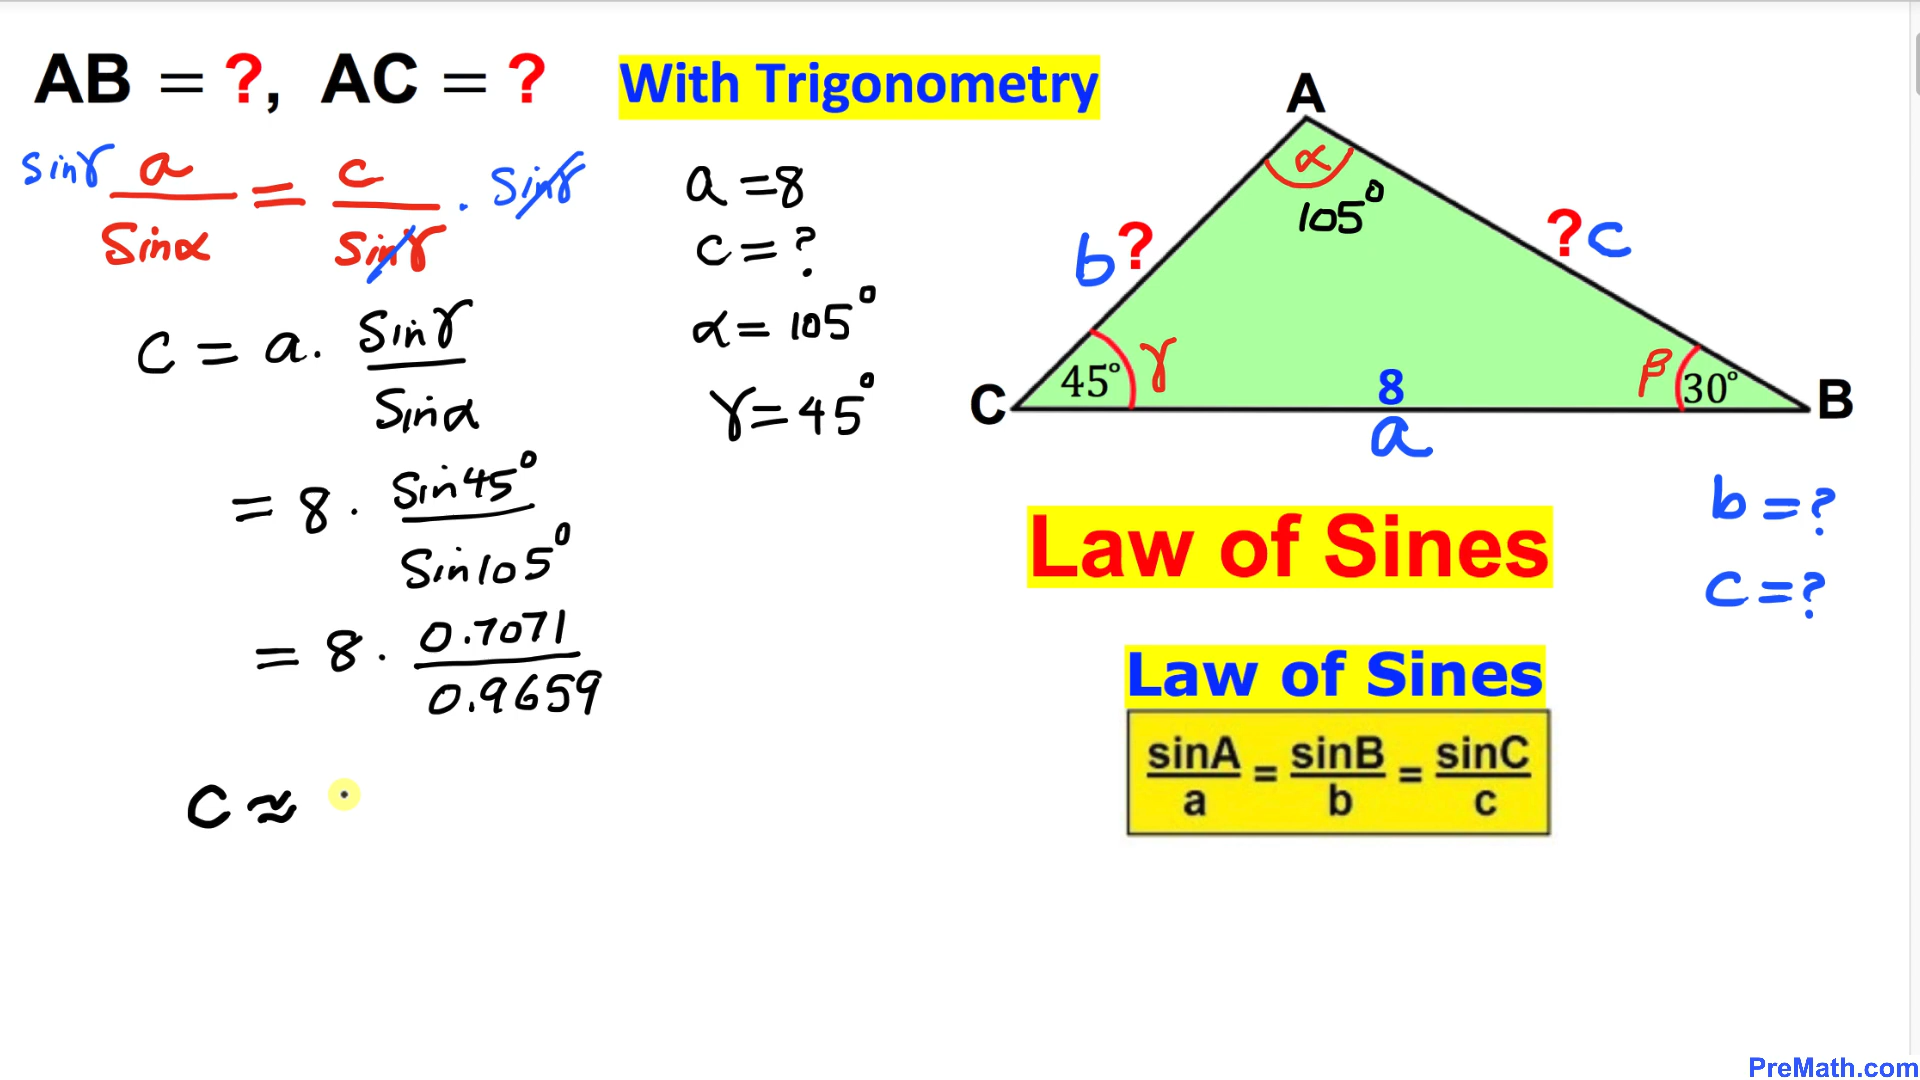 AB = ?, AC = ?
With Trigonometry
sinγ a/sinα = c/sinγ · sinγ
c = a · sinγ/sinα
= 8 · sin45°/sin105°
= 8 · 0.7071/0.9659
c ≈
a = 8
c = ?
α = 105°
γ = 45°
A
α
105°
b?
?c
45° γ
β 30°
C
8
B
a
b = ?
c = ?
Law of Sines
Law of Sines
sinA/a = sinB/b = sinC/c
PreMath.com